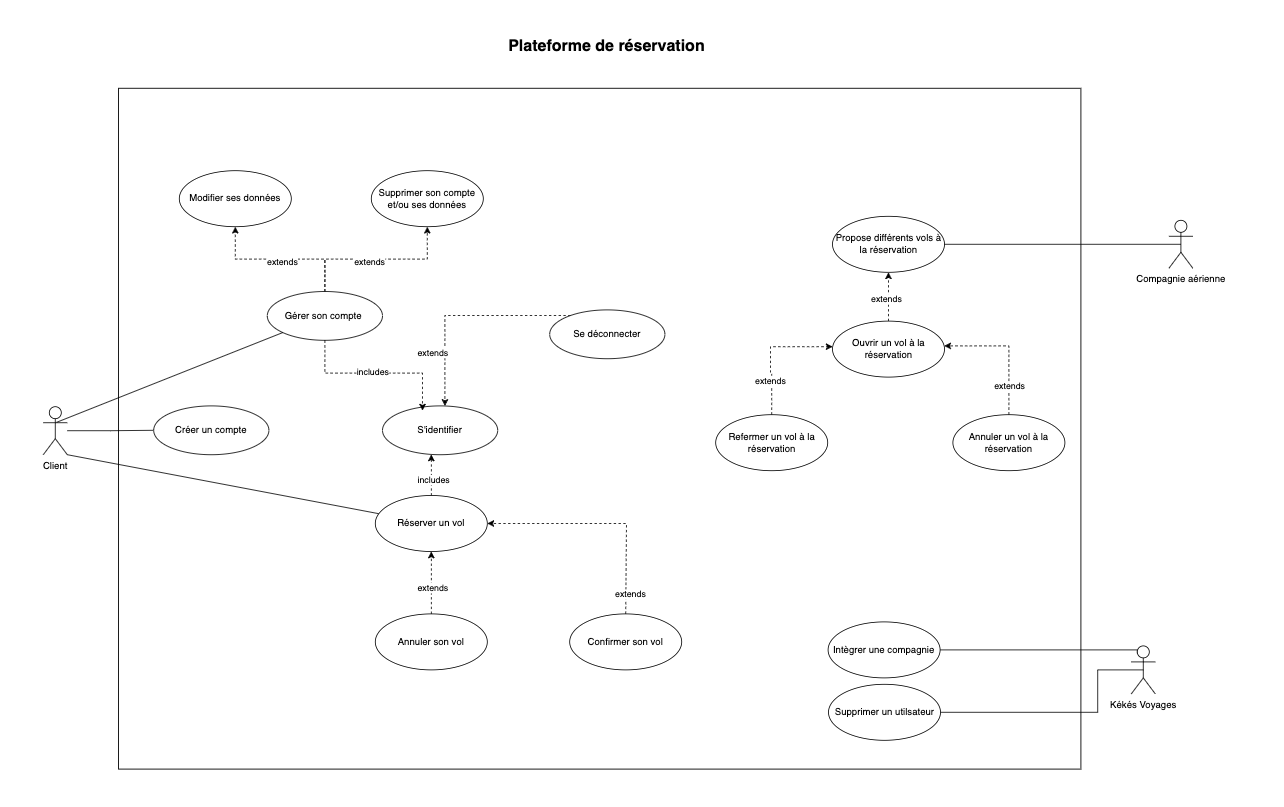 Plateforme de réservation
Modifier ses données
Supprimer son compte
et/ou ses données
extends
extends
Gérer son compte
Se déconnecter
extends
includes
Créer un compte
S'identifier
Client
includes
Réserver un vol
extends
extends
Annuler son vol
Confirmer son vol
Propose différents vols à
la réservation
Compagnie aérienne
extends
Ouvrir un vol à la
réservation
extends
extends
Refermer un vol à la
réservation
Annuler un vol à la
réservation
Intègrer une compagnie
Supprimer un utilsateur
Kékés Voyages